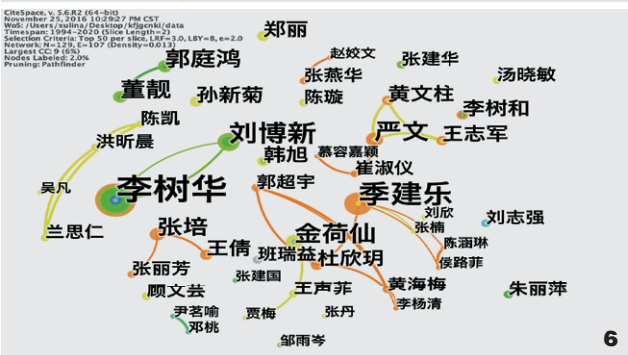 CiteSpace, v. 5.6.R2 (64-bit)
November 25, 2016 10:29:27 PM CST
WoS: /Users/xulina/Desktop/kfjgcnki/data
Timespan: 1994-2020 (Slice Length=2)
Selection Criteria: Top 50 per slice, LRF=3.0, LBY=8, e=2.0
Network: N=129, E=107 (Density=0.013)
Largest CC: 9 (6%)
Nodes Labeled: 2.0%
Pruning: Pathfinder
郑丽
赵姣文
郭庭鸿
张建华
张燕华
汤晓敏
董靓
孙新菊
陈璇
黄文柱
李树和
陈凯
刘博新
严文
王志军
洪昕晨
韩旭
慕容嘉颖
崔淑仪
吴凡
李树华
郭超宇
季建乐
刘欣
刘志强
兰思仁
张培
金荷仙
张楠
陈涵琳
王倩
班瑞益
杜欣玥
侯路菲
张丽芳
张建国
顾文芸
王声菲
黄海梅
朱丽萍
李杨清
尹茗喻
贾梅
张丹
邓桃
邹雨岑
6